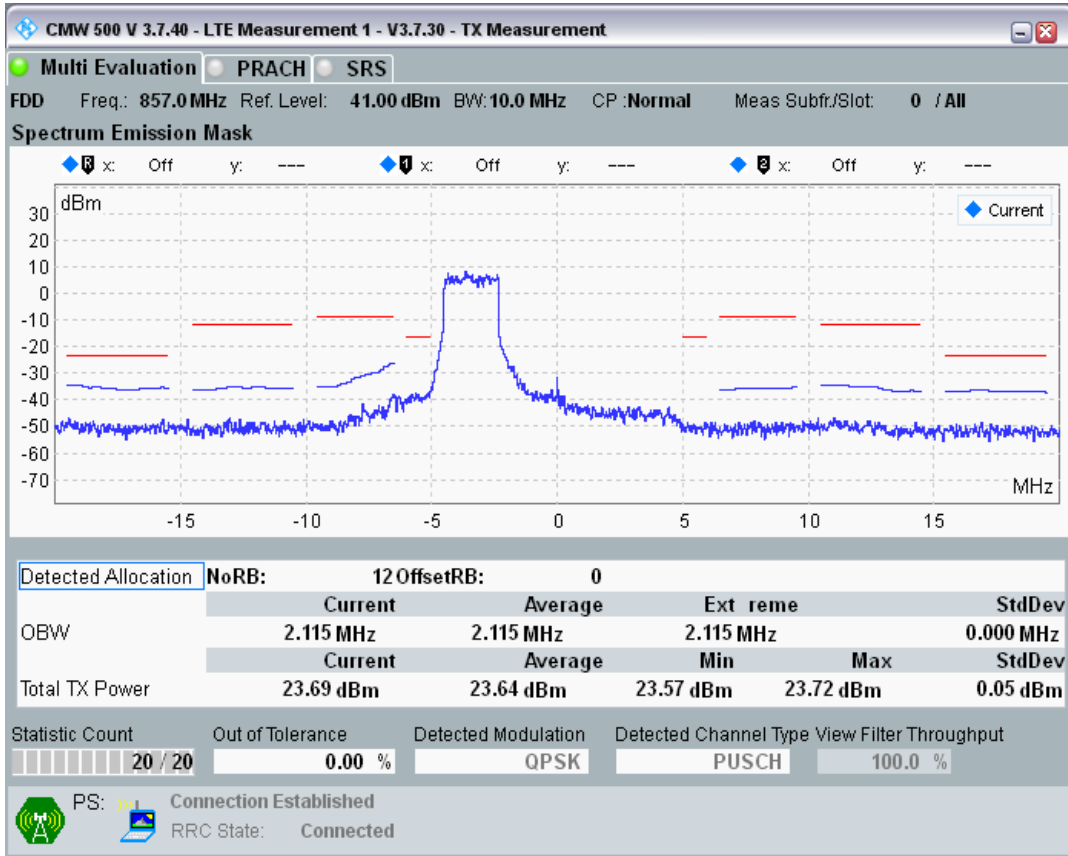 CMW 500 V 3.7.40 - LTE Measurement 1 - V3.7.30 - TX Measurement
Multi Evaluation PRACH SRS
FDD Freq.: 857.0 MHz Ref. Level: 41.00 dBm BW: 10.0 MHz CP :Normal Meas Subfr./Slot: 0 / All
Spectrum Emission Mask
R x: Off y: --- 1 x: Off y: --- 2 x: Off y: ---
dBm
Current
30
20
10
0
-10
-20
-30
-40
-50
-60
-70
MHz
-15 -10 -5 0 5 10 15
Detected Allocation NoRB: 12 OffsetRB: 0
Current Average Ext reme StdDev
OBW 2.115 MHz 2.115 MHz 2.115 MHz 0.000 MHz
Current Average Min Max StdDev
Total TX Power 23.69 dBm 23.64 dBm 23.57 dBm 23.72 dBm 0.05 dBm
Statistic Count Out of Tolerance Detected Modulation Detected Channel Type View Filter Throughput
20 / 20 0.00 % QPSK PUSCH 100.0 %
PS: Connection Established
RRC State: Connected